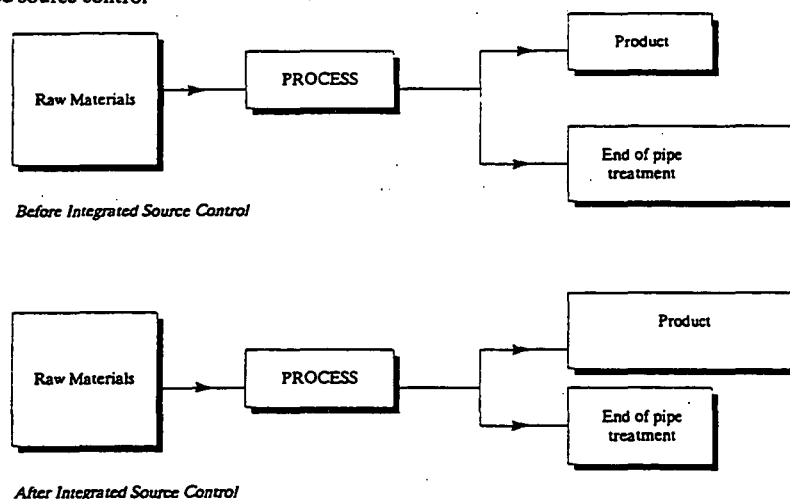 source control
Product
Raw Materials
PROCESS
End of pipe
treatment
Before Integrated Source Control
Product
Raw Materials
PROCESS
End of pipe
treatment
After Integrated Source Control